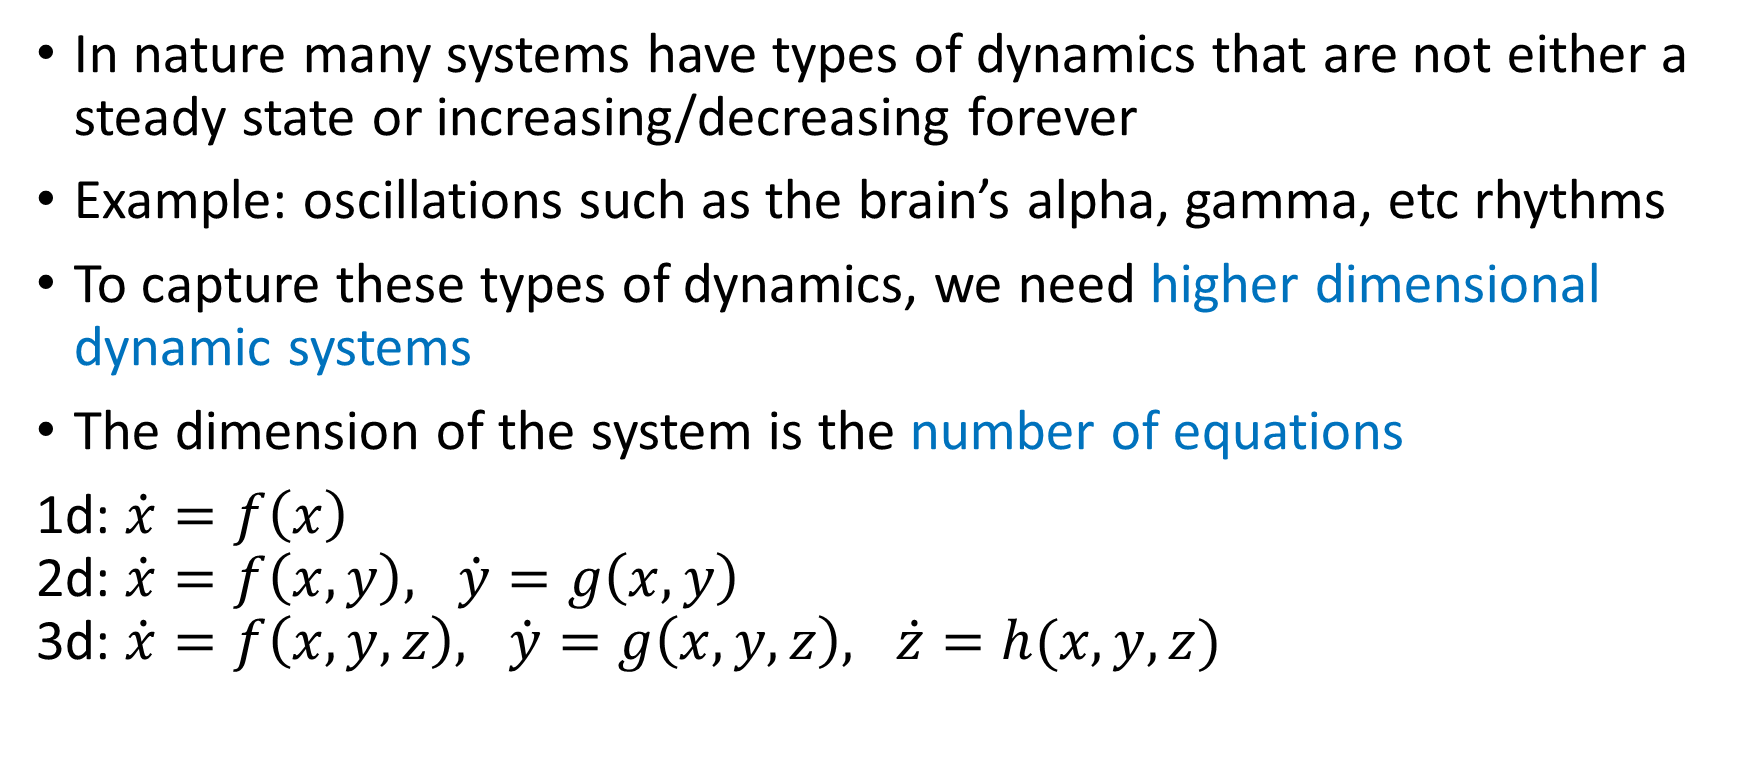 • In nature many systems have types of dynamics that are not either a
steady state or increasing/decreasing forever
• Example: oscillations such as the brain’s alpha, gamma, etc rhythms
• To capture these types of dynamics, we need higher dimensional
dynamic systems
• The dimension of the system is the number of equations
1d: ẋ = f(x)
2d: ẋ = f(x, y), ẏ = g(x, y)
3d: ẋ = f(x, y, z), ẏ = g(x, y, z), ż = h(x, y, z)